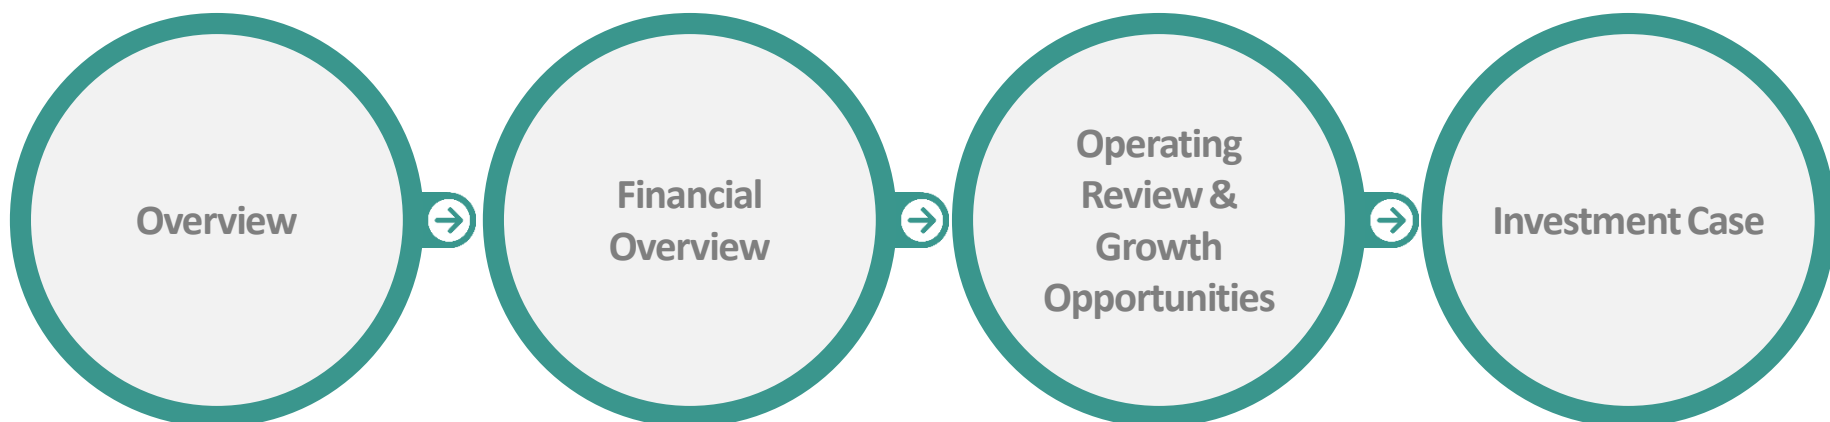 Overview
Financial
Overview
Operating
Review &
Growth
Opportunities
Investment Case